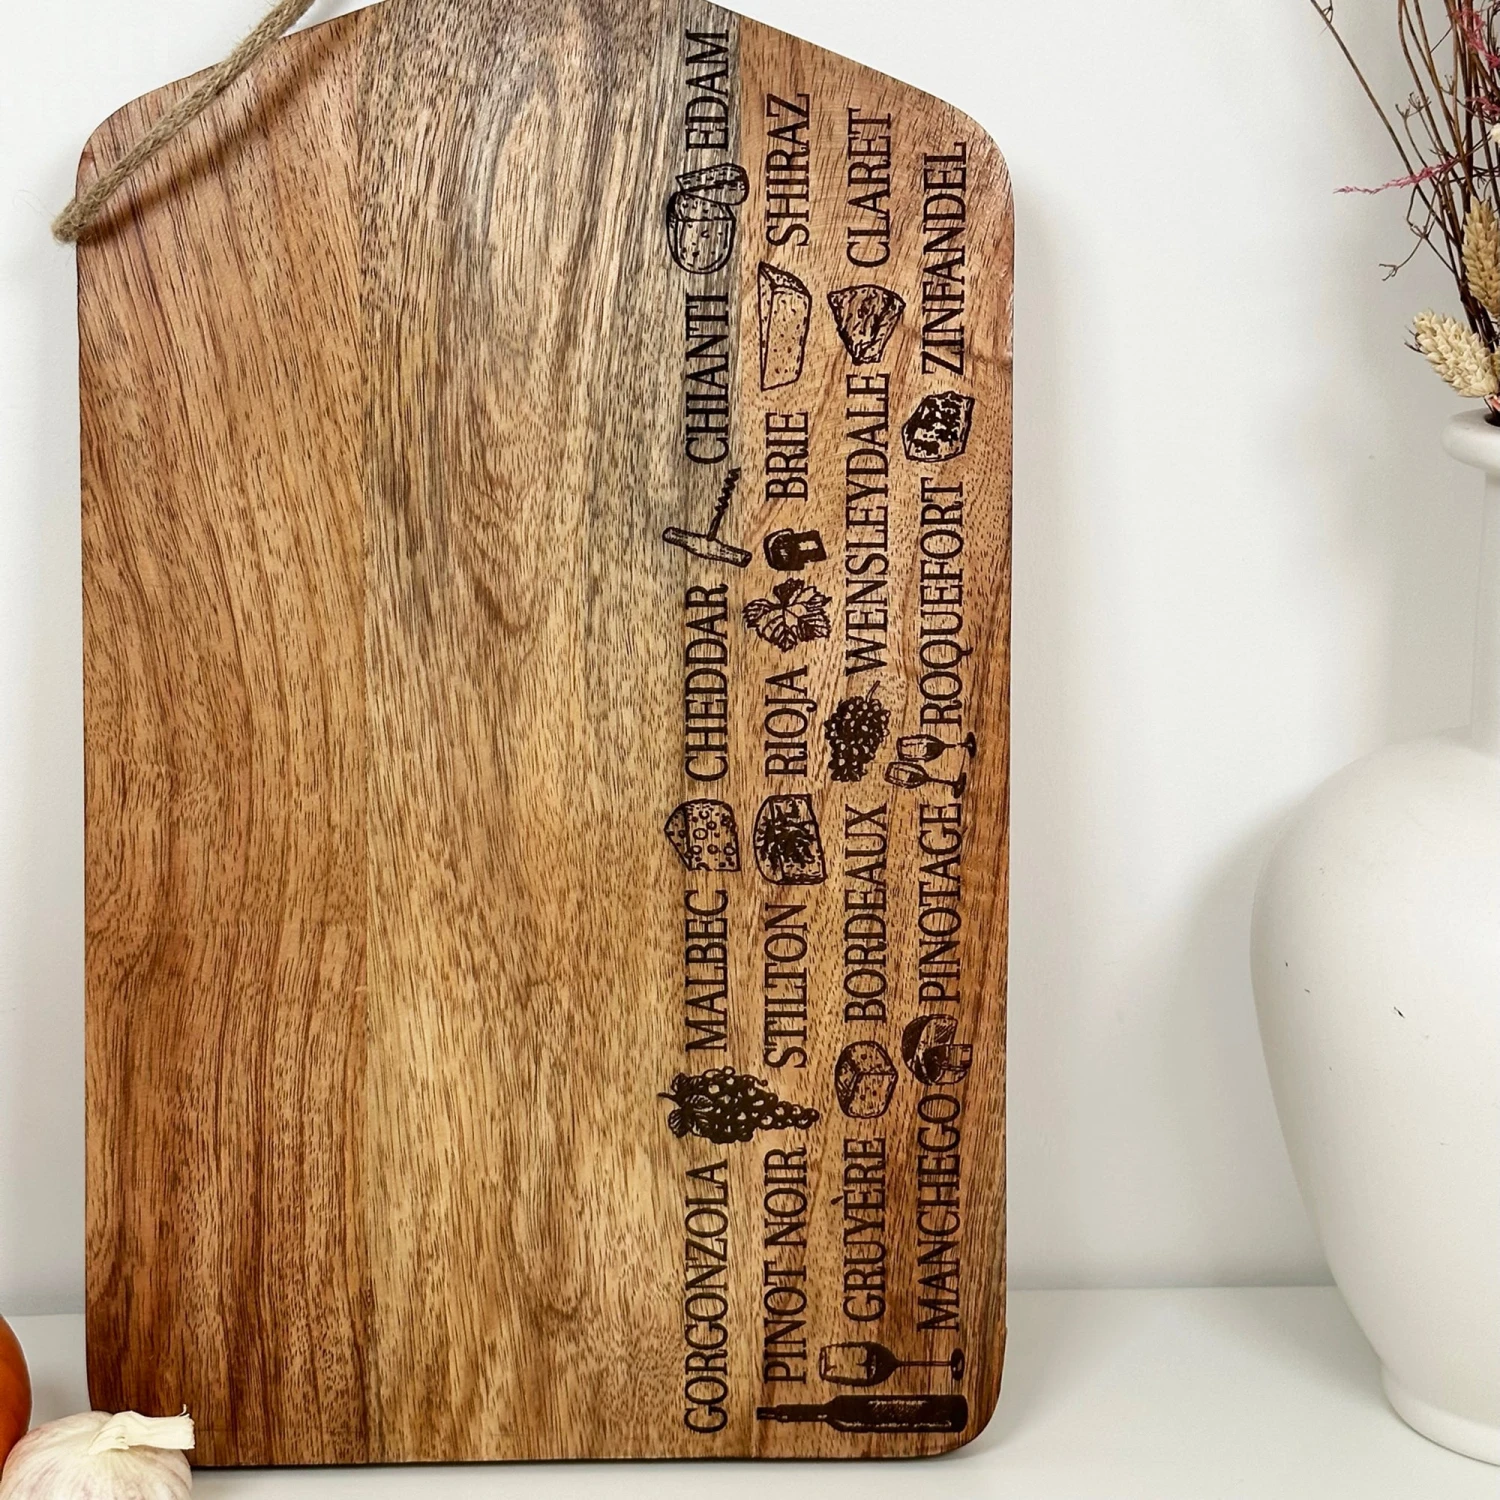 GORGONZOLA MALBEC CHEDDAR CHIANTI EDAM
PINOT NOIR STILTON RIOJA BRIE SHIRAZ
GRUYÈRE BORDEAUX WENSLEYDALE CLARET
MANCHEGO PINOTAGE ROQUEFORT ZINFANDEL